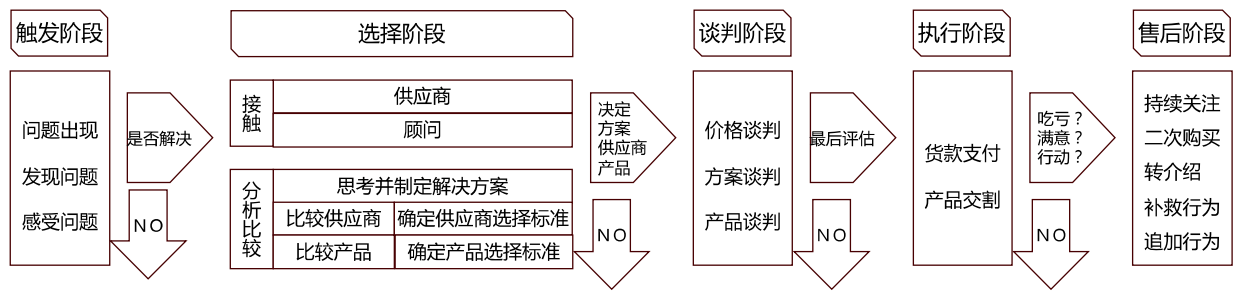 触发阶段
选择阶段
谈判阶段
执行阶段
售后阶段
问题出现
发现问题
感受问题
是否解决
NO
接触
供应商
顾问
分析比较
思考并制定解决方案
比较供应商
确定供应商选择标准
比较产品
确定产品选择标准
决定
方案
供应商
产品
NO
价格谈判
方案谈判
产品谈判
最后评估
NO
货款支付
产品交割
吃亏？
满意？
行动？
NO
持续关注
二次购买
转介绍
补救行为
追加行为